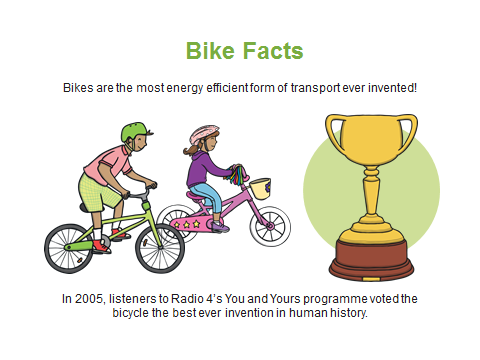 Bike Facts
Bikes are the most energy efficient form of transport ever invented!
In 2005, listeners to Radio 4's You and Yours programme voted the
bicycle the best ever invention in human history.